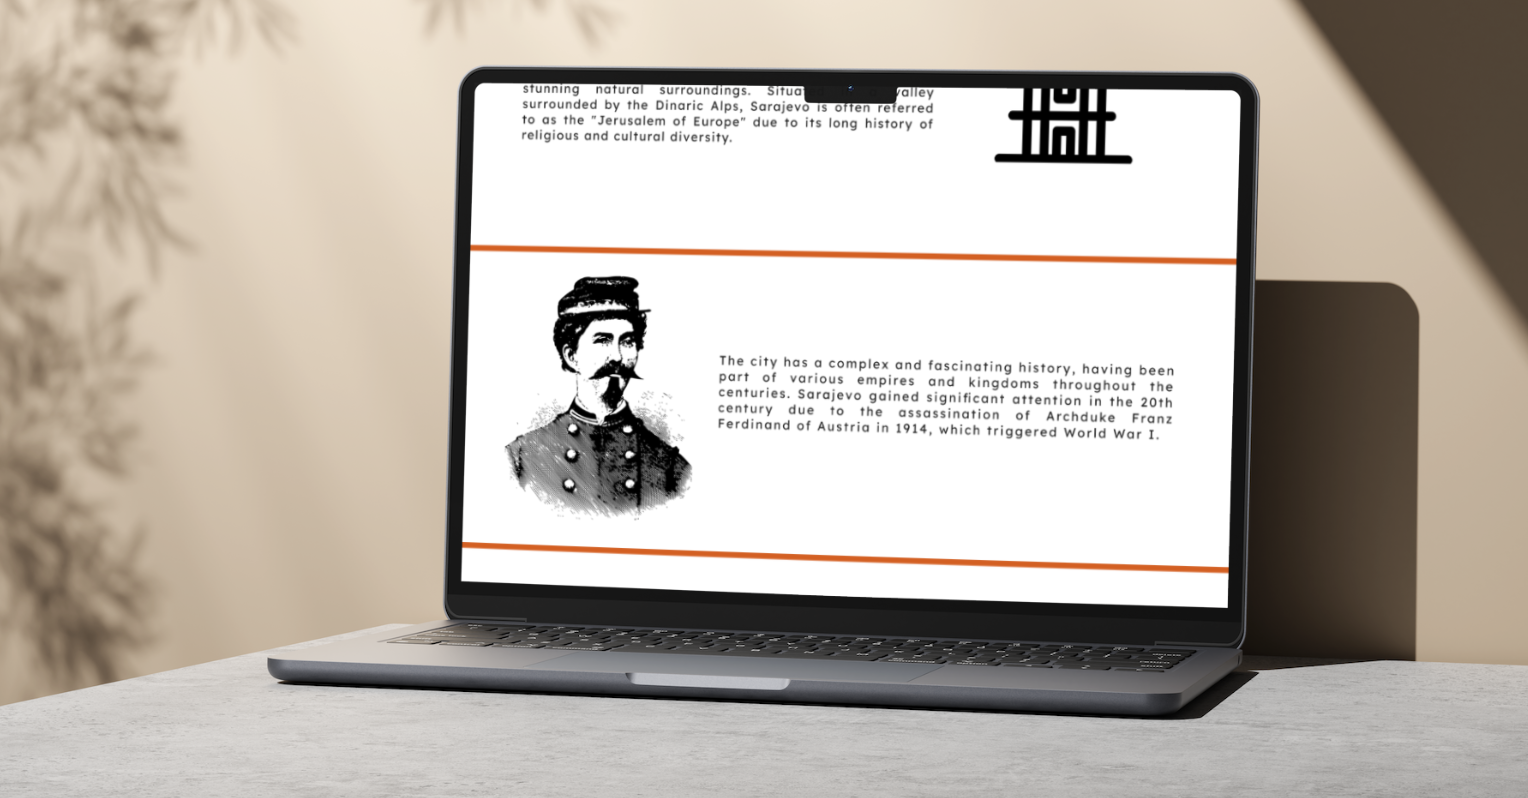 stunning natural surroundings. valley
surrounded by the Dinaric Alps, Sarajevo is often referred
to as the "Jerusalem of Europe" due to its long history of
religious and cultural diversity.
The city has a complex and fascinating history, having been
part of various empires and kingdoms throughout the
centuries. Sarajevo gained significant attention in the 20th
century due to the assassination of Archduke Franz
Ferdinand of Austria in 1914, which triggered World War I.